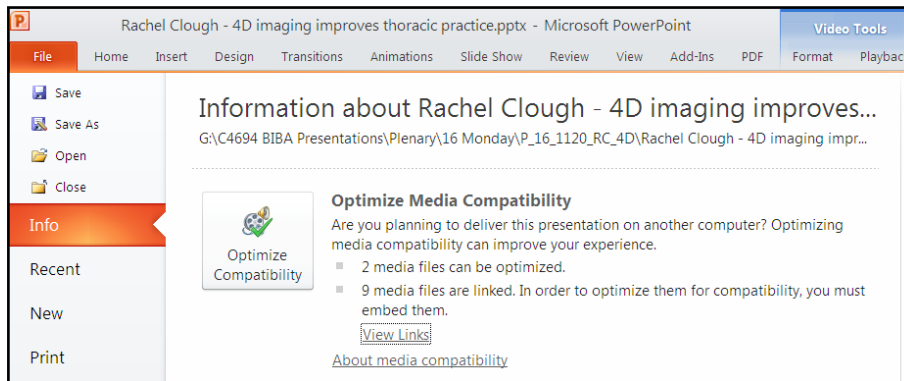 P
Rachel Clough - 4D imaging improves thoracic practice.pptx - Microsoft PowerPoint
Video Tools
File Home Insert Design Transitions Animations Slide Show Review View Add-Ins PDF Format Playbac
Save
Save As
Open
Close
Info
Recent
New
Print
Information about Rachel Clough - 4D imaging improves...
G:\C4694 BIBA Presentations\Plenary\16 Monday\P_16_1120_RC_4D\Rachel Clough - 4D imaging impr...
Optimize
Compatibility
Optimize Media Compatibility
Are you planning to deliver this presentation on another computer? Optimizing
media compatibility can improve your experience.
2 media files can be optimized.
9 media files are linked. In order to optimize them for compatibility, you must
embed them.
View Links
About media compatibility